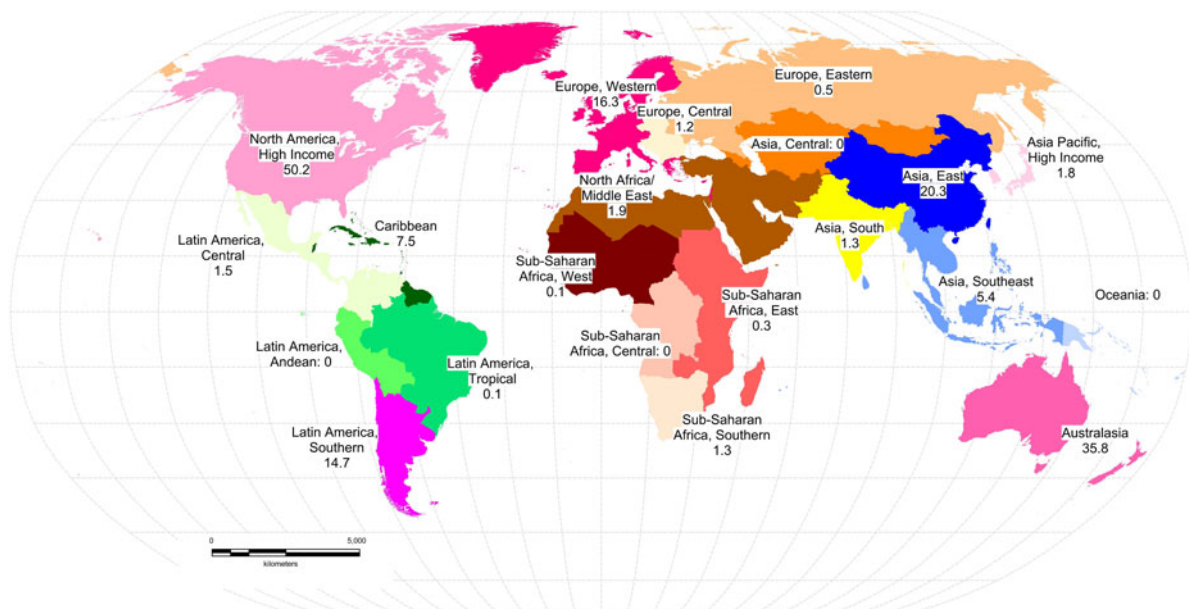 Europe, Eastern
0.5
Europe, Western
16.3
Europe, Central
1.2
North America,
High Income
50.2
Asia, Central: 0
Asia Pacific,
High Income
1.8
Asia, East
20.3
North Africa/
Middle East
1.9
Caribbean
7.5
Latin America,
Central
1.5
Asia, South
1.3
Sub-Saharan
Africa, West
0.1
Asia, Southeast
5.4
Oceania: 0
Sub-Saharan
Africa, East
0.3
Sub-Saharan
Africa, Central: 0
Latin America,
Andean: 0
Latin America,
Tropical
0.1
Sub-Saharan
Africa, Southern
1.3
Latin America,
Southern
14.7
Australasia
35.8
0 5,000
kilometers